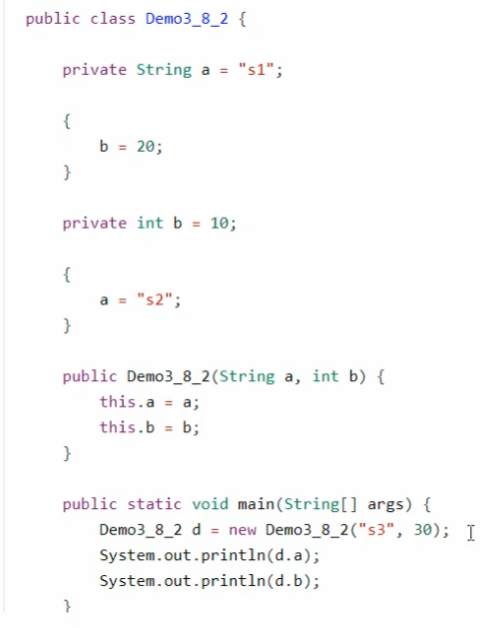 public class Demo3_8_2 {
private String a = "s1";
{
b = 20;
}
private int b = 10;
{
a = "s2";
}
public Demo3_8_2(String a, int b) {
this.a = a;
this.b = b;
}
public static void main(String[] args) {
Demo3_8_2 d = new Demo3_8_2("s3", 30);
System.out.println(d.a);
System.out.println(d.b);
}